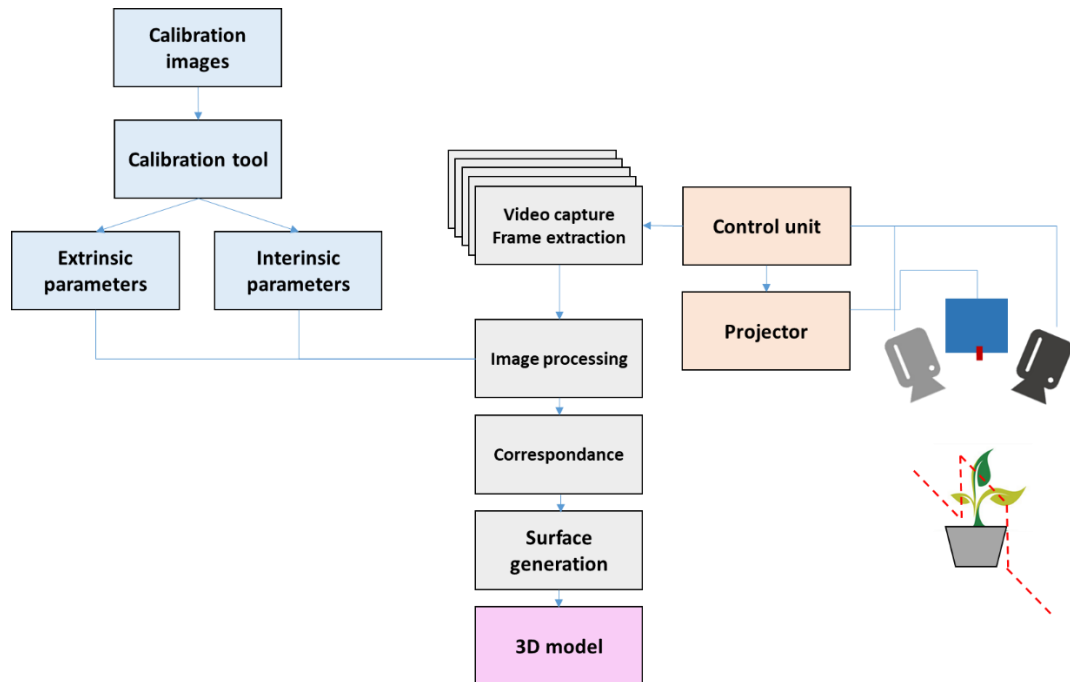 Calibration
images
Calibration tool
Extrinsic
parameters
Interinsic
parameters
Video capture
Frame extraction
Control unit
Projector
Image processing
Correspondance
Surface
generation
3D model